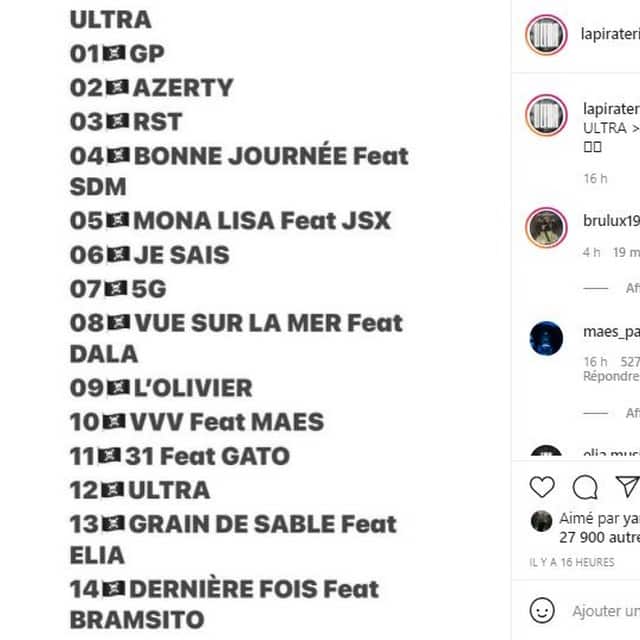 ULTRA
01🏴‍☠️GP
02🏴‍☠️AZERTY
03🏴‍☠️RST
04🏴‍☠️BONNE JOURNÉE Feat
SDM
05🏴‍☠️MONA LISA Feat JSX
06🏴‍☠️JE SAIS
07🏴‍☠️5G
08🏴‍☠️VUE SUR LA MER Feat
DALA
09🏴‍☠️L’OLIVIER
10🏴‍☠️VVV Feat MAES
11🏴‍☠️31 Feat GATO
12🏴‍☠️ULTRA
13🏴‍☠️GRAIN DE SABLE Feat
ELIA
14🏴‍☠️DERNIÈRE FOIS Feat
BRAMSITO
lapirateri
lapirater
ULTRA >
16 h
brulux19
4 h 19 m
Af
maes_pa
16 h 527
Répondre
Af
elia.musi
Aimé par ya
27 900 autre
IL Y A 16 HEURES
Ajouter un